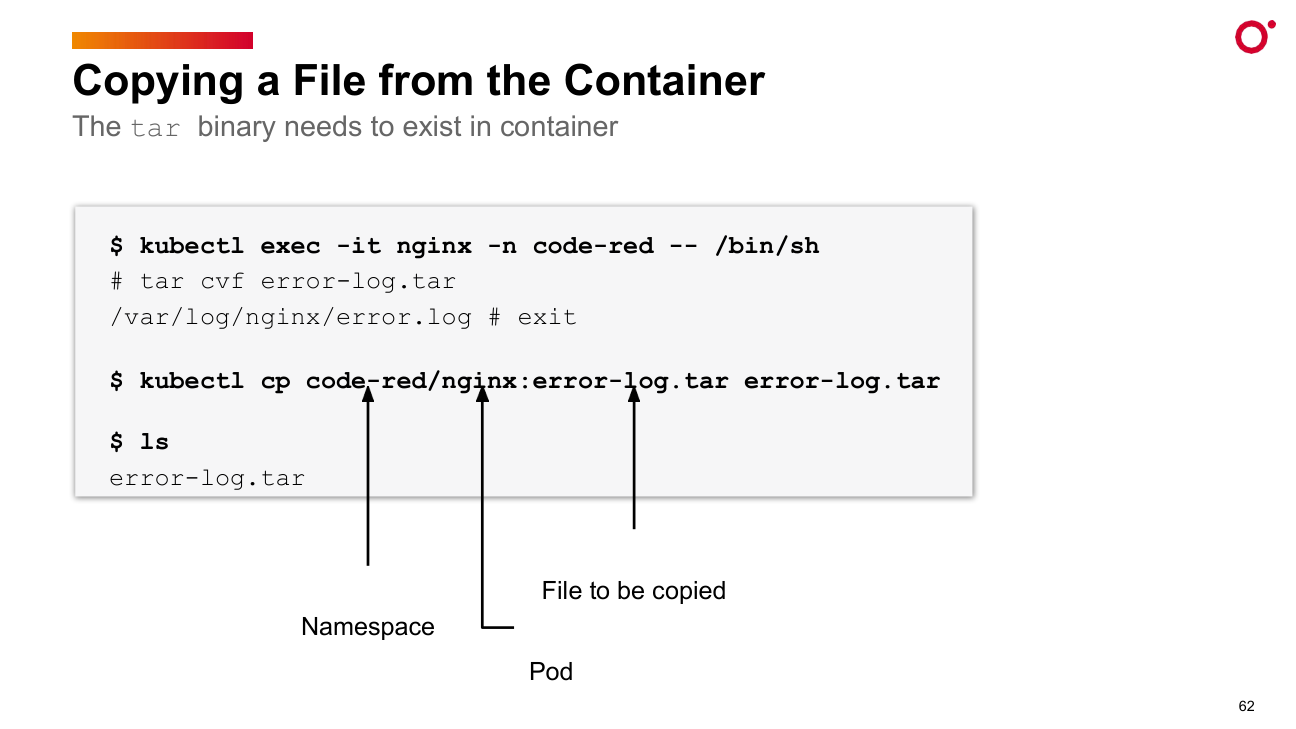 Copying a File from the Container
The tar binary needs to exist in container
$ kubectl exec -it nginx -n code-red -- /bin/sh
# tar cvf error-log.tar
/var/log/nginx/error.log # exit
$ kubectl cp code-red/nginx:error-log.tar error-log.tar
$ ls
error-log.tar
File to be copied
Namespace
Pod
62